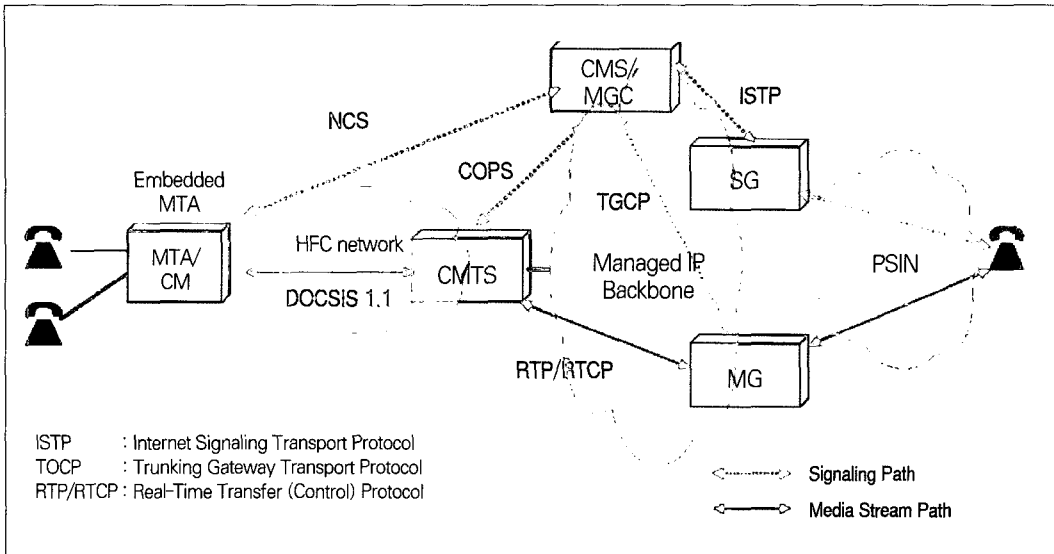 CMS/
MGC
ISTP
NCS
SG
COPS
TGCP
Embedded
MTA
MTA/
CM
HFC network
CMTS
DOCSIS 1.1
Managed IP
Backbone
PSIN
RTP/RTCP
MG
ISTP : Internet Signaling Transport Protocol
TOCP : Trunking Gateway Transport Protocol
RTP/RTCP : Real-Time Transfer (Control) Protocol
Signaling Path
Media Stream Path